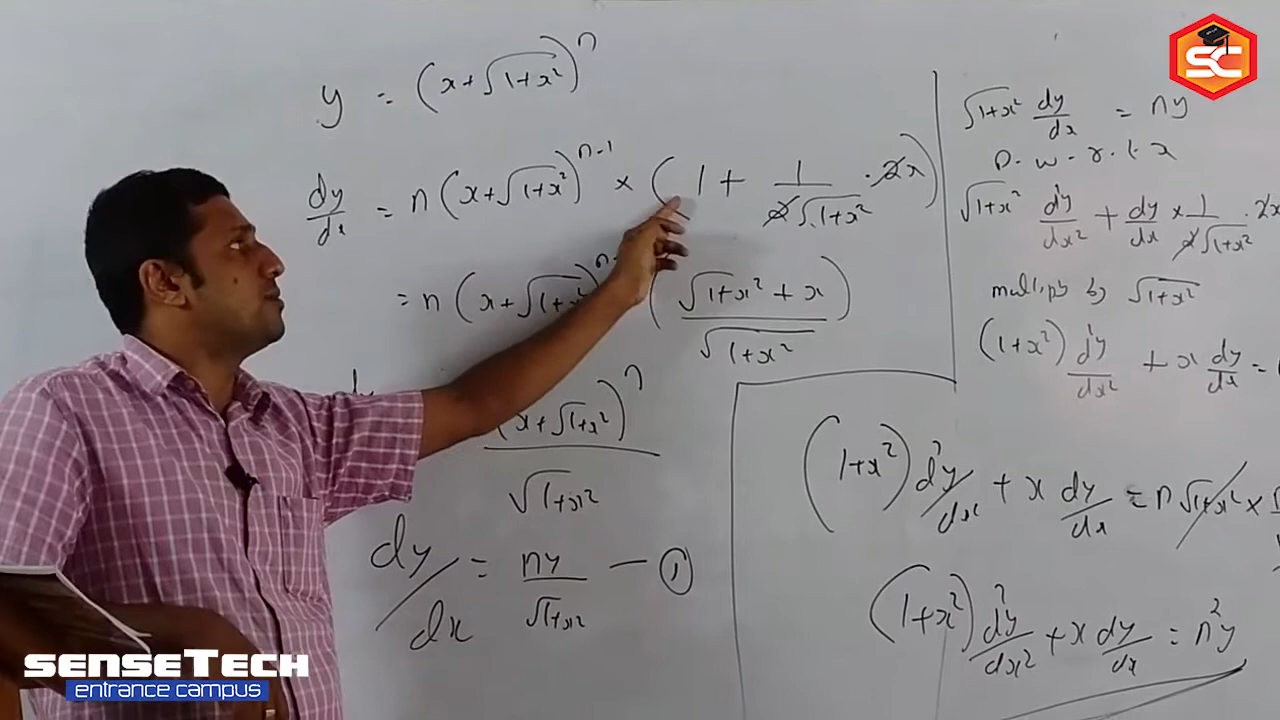 y = (x+√1+x²)ⁿ
dy/dx = n(x+√1+x²)ⁿ⁻¹ × (1 + 1/2√1+x² · 2x)
= n(x+√1+x²)ⁿ (√1+x² + x / √1+x²)
(x+√1+x²)ⁿ / √1+x²
dy/dx = ny/√1+x² — ①
√1+x² dy/dx = ny
D. w. r. t. x
√1+x² d²y/dx² + dy/dx × 1/2√1+x² · 2x
multiply by √1+x²
(1+x²) d²y/dx² + x dy/dx =
(1+x²) d²y/dx + x dy/dx = n√1+x² ×
(1+x²) d²y/dx² + x dy/dx = n²y
SC
SENSETECH
entrance campus